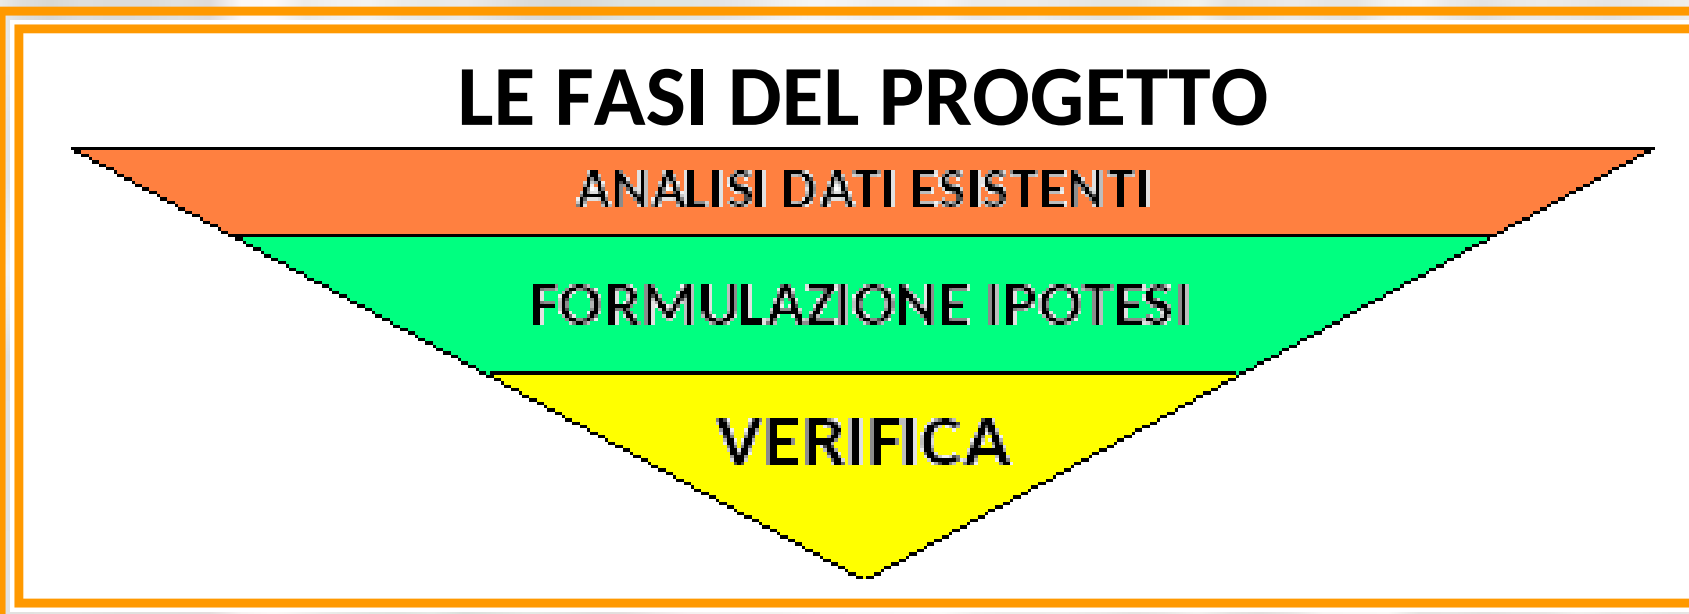 LE FASI DEL PROGETTO
ANALISI DATI ESISTENTI
FORMULAZIONE IPOTESI
VERIFICA